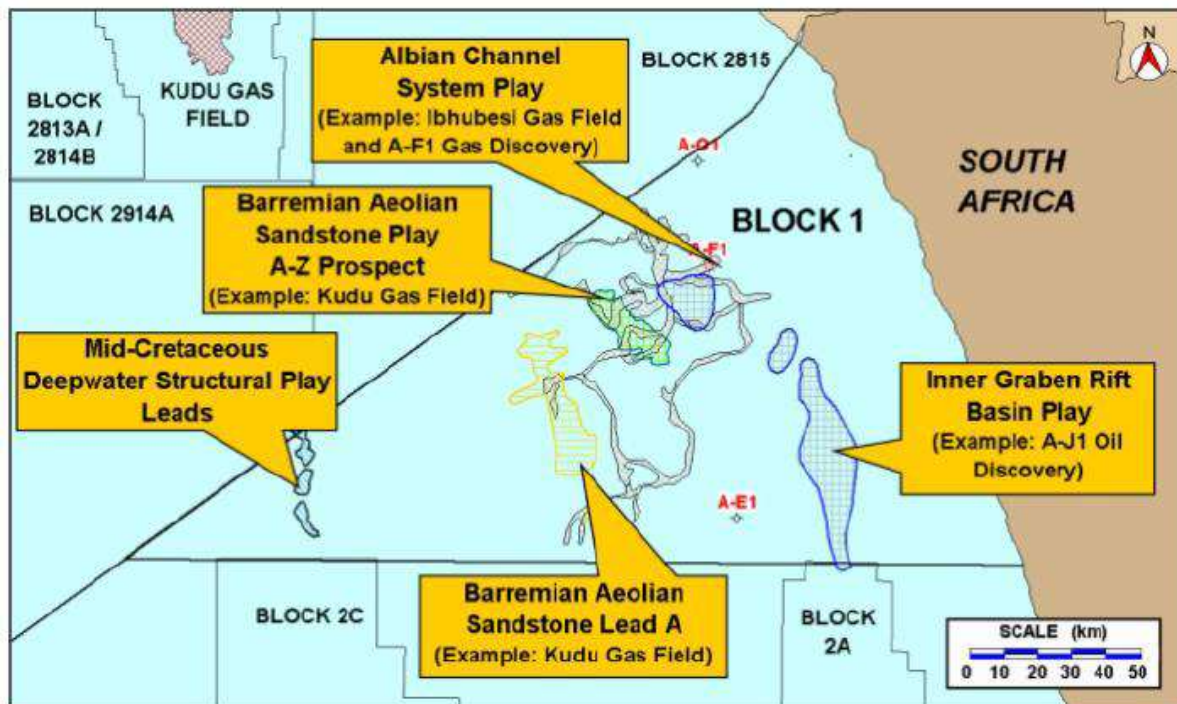 Albian Channel
System Play
(Example: Ibhubesi Gas Field
and A-F1 Gas Discovery)
BLOCK 2815
N
BLOCK
2813A /
2814B
KUDU GAS
FIELD
A-O1
SOUTH
AFRICA
BLOCK 2914A
Barremian Aeolian
Sandstone Play
A-Z Prospect
(Example: Kudu Gas Field)
BLOCK 1
A-F1
Mid-Cretaceous
Deepwater Structural Play
Leads
Inner Graben Rift
Basin Play
(Example: A-J1 Oil
Discovery)
A-E1
Barremian Aeolian
Sandstone Lead A
(Example: Kudu Gas Field)
BLOCK 2C
BLOCK
2A
SCALE (km)
0 10 20 30 40 50